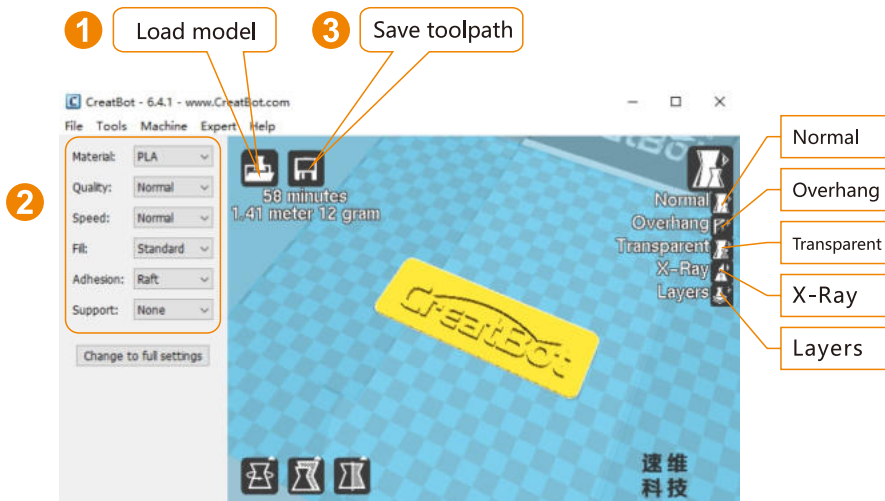 1 Load model
3 Save toolpath
CreatBot - 6.4.1 - www.CreatBot.com
File Tools Machine Expert Help
2
Material: PLA
Quality: Normal
Speed: Normal
Fill: Standard
Adhesion: Raft
Support: None
Change to full settings
58 minutes
1.41 meter 12 gram
Normal
Overhang
Transparent
X-Ray
Layers
Normal
Overhang
Transparent
X-Ray
Layers
CreatBot
速维
科技